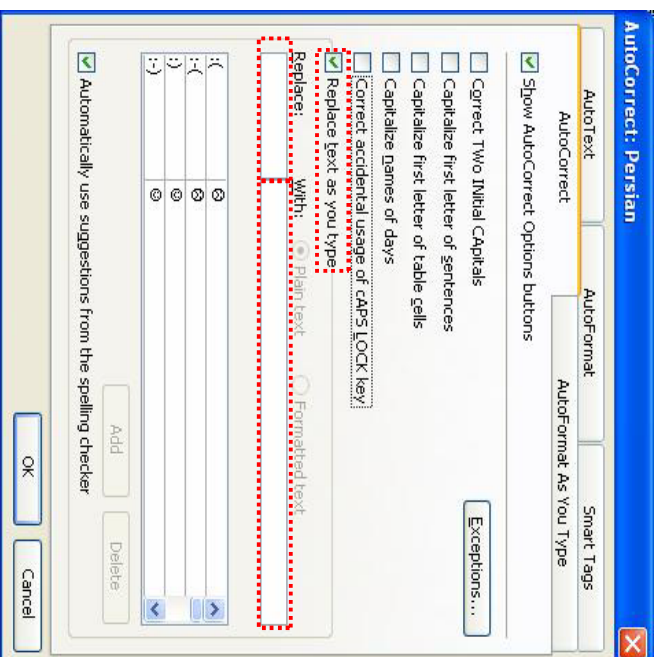 AutoCorrect: Persian
AutoText AutoFormat Smart Tags
AutoCorrect AutoFormat As You Type
Show AutoCorrect Options buttons
Correct TWo INitial CApitals
Exceptions...
Capitalize first letter of sentences
Capitalize first letter of table cells
Capitalize names of days
Correct accidental usage of cAPS LOCK key
Replace text as you type
Replace: With: Plain text Formatted text
:( ☹
:-( ☹
:) ☺
:-) ☺
Add Delete
Automatically use suggestions from the spelling checker
OK Cancel